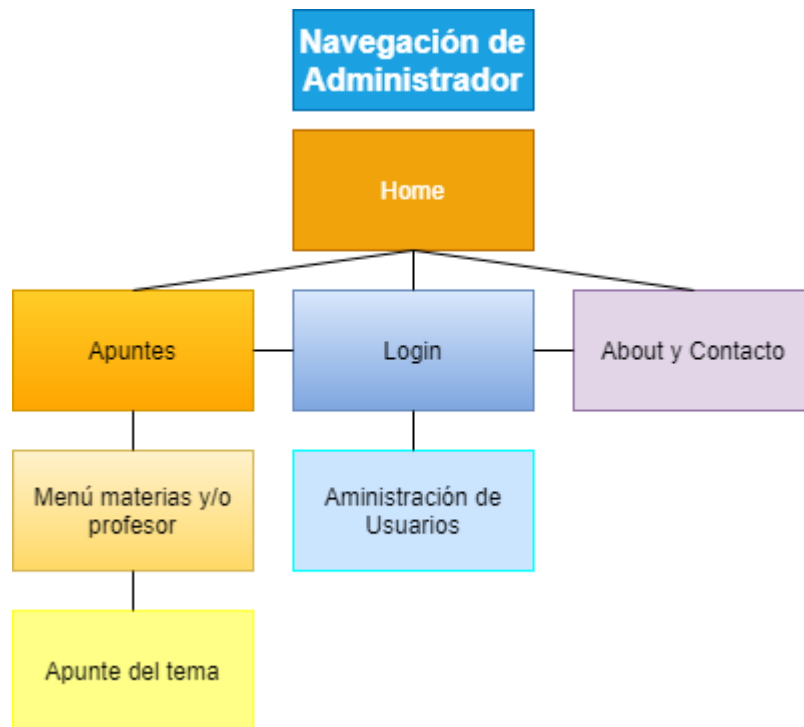 Navegación de
Administrador
Home
Apuntes
Login
About y Contacto
Menú materias y/o
profesor
Aministración de
Usuarios
Apunte del tema